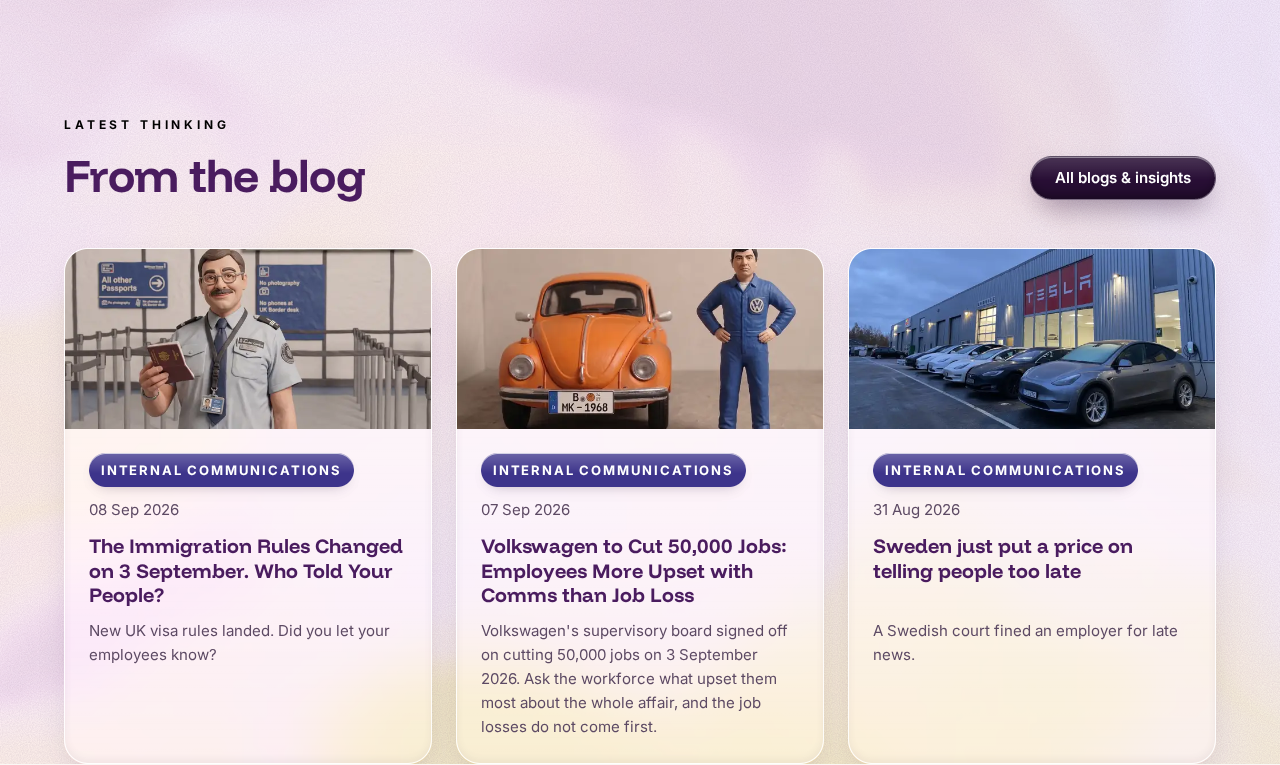 LATEST THINKING
From the blog
All blogs & insights
All other
Passports
No photography
No phones at
UK Border desk
B
MK-1968
TESLA
INTERNAL COMMUNICATIONS
08 Sep 2026
The Immigration Rules Changed
on 3 September. Who Told Your
People?
New UK visa rules landed. Did you let your
employees know?
INTERNAL COMMUNICATIONS
07 Sep 2026
Volkswagen to Cut 50,000 Jobs:
Employees More Upset with
Comms than Job Loss
Volkswagen's supervisory board signed off
on cutting 50,000 jobs on 3 September
2026. Ask the workforce what upset them
most about the whole affair, and the job
losses do not come first.
INTERNAL COMMUNICATIONS
31 Aug 2026
Sweden just put a price on
telling people too late
A Swedish court fined an employer for late
news.